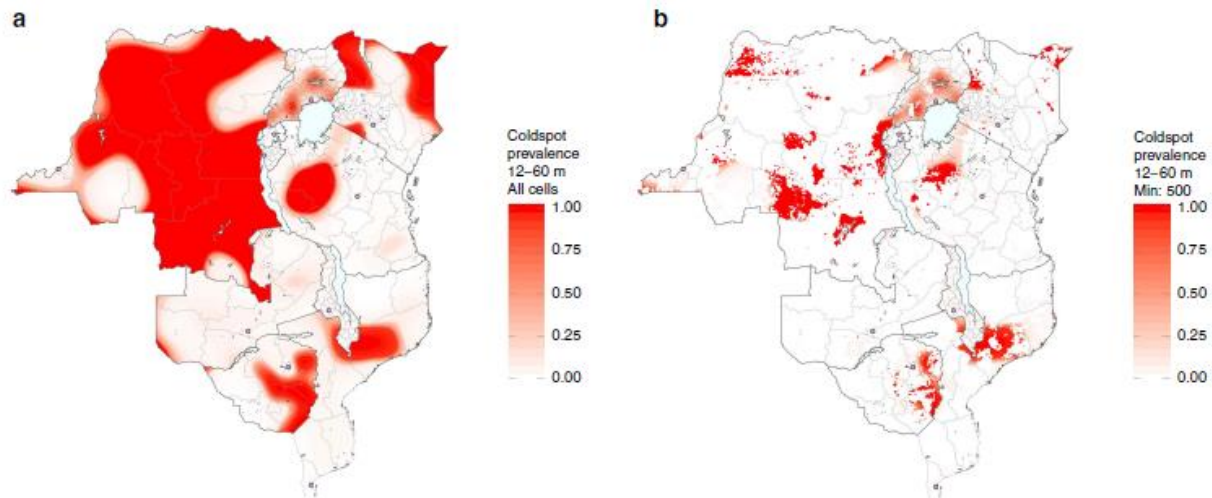 a
b
Coldspot
prevalence
12–60 m
All cells
1.00
0.75
0.50
0.25
0.00
Coldspot
prevalence
12–60 m
Min: 500
1.00
0.75
0.50
0.25
0.00